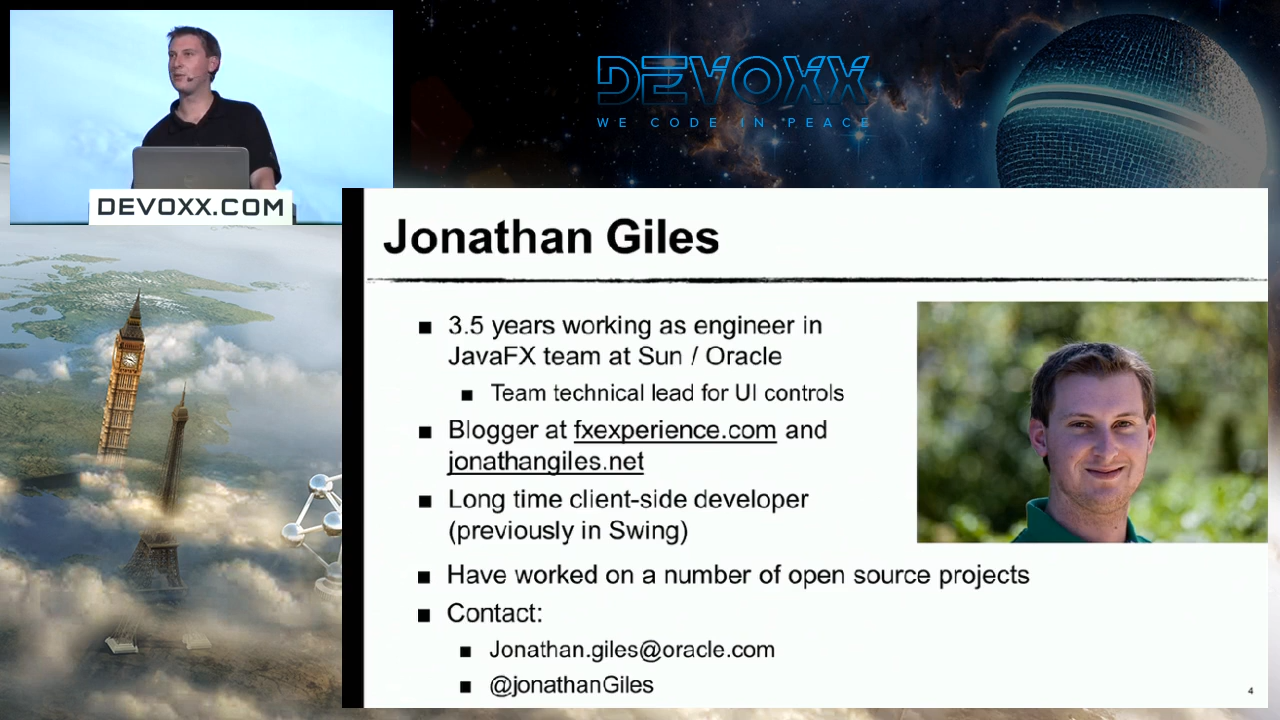 DEVOXX
WE CODE IN PEACE
DEVOXX.COM
Jonathan Giles
3.5 years working as engineer in
JavaFX team at Sun / Oracle
Team technical lead for UI controls
Blogger at fxexperience.com and
jonathangiles.net
Long time client-side developer
(previously in Swing)
Have worked on a number of open source projects
Contact:
Jonathan.giles@oracle.com
@jonathanGiles
4